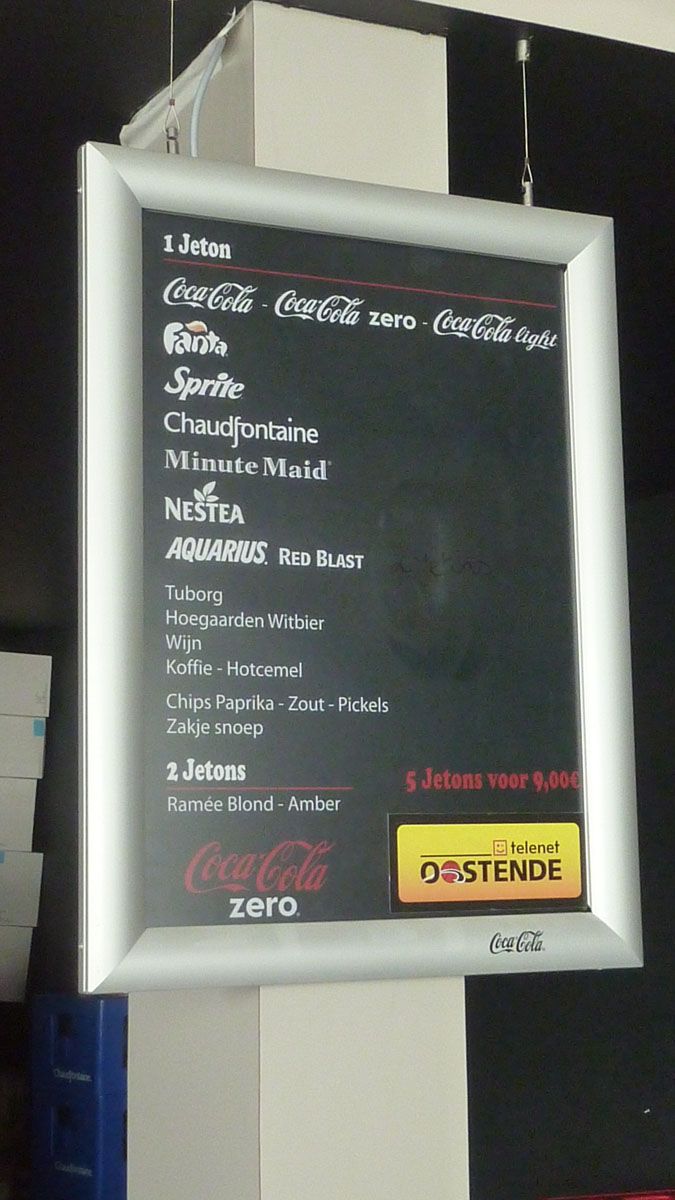 1 Jeton
Coca-Cola - Coca-Cola zero - Coca-Cola light
Fanta
Sprite
Chaudfontaine
Minute Maid
NESTEA
AQUARIUS. RED BLAST
Tuborg
Hoegaarden Witbier
Wijn
Koffie - Hotcemel
Chips Paprika - Zout - Pickels
Zakje snoep
2 Jetons
5 Jetons voor 9,00€
Ramée Blond - Amber
Coca-Cola
zero
telenet
OOSTENDE
Coca-Cola
Chaudfontaine
Chaudfontaine